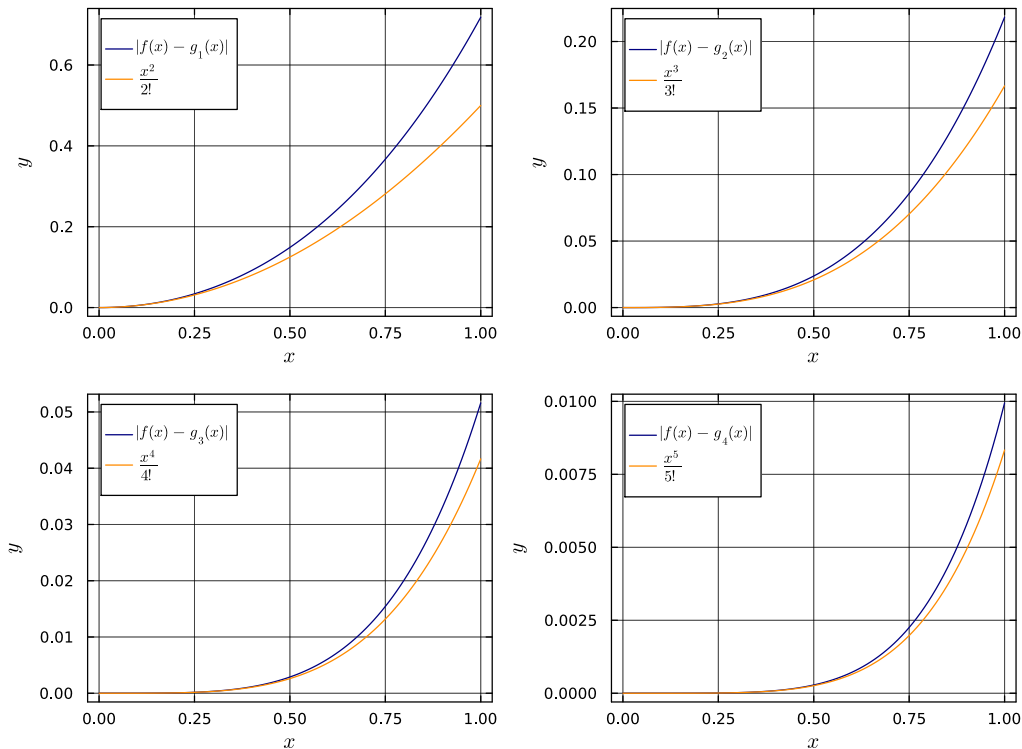 |f(x) − g₁(x)|
x²/2!
y
0.6
0.4
0.2
0.0
0.00 0.25 0.50 0.75 1.00
x
|f(x) − g₂(x)|
x³/3!
y
0.20
0.15
0.10
0.05
0.00
0.00 0.25 0.50 0.75 1.00
x
|f(x) − g₃(x)|
x⁴/4!
y
0.05
0.04
0.03
0.02
0.01
0.00
0.00 0.25 0.50 0.75 1.00
x
|f(x) − g₄(x)|
x⁵/5!
y
0.0100
0.0075
0.0050
0.0025
0.0000
0.00 0.25 0.50 0.75 1.00
x